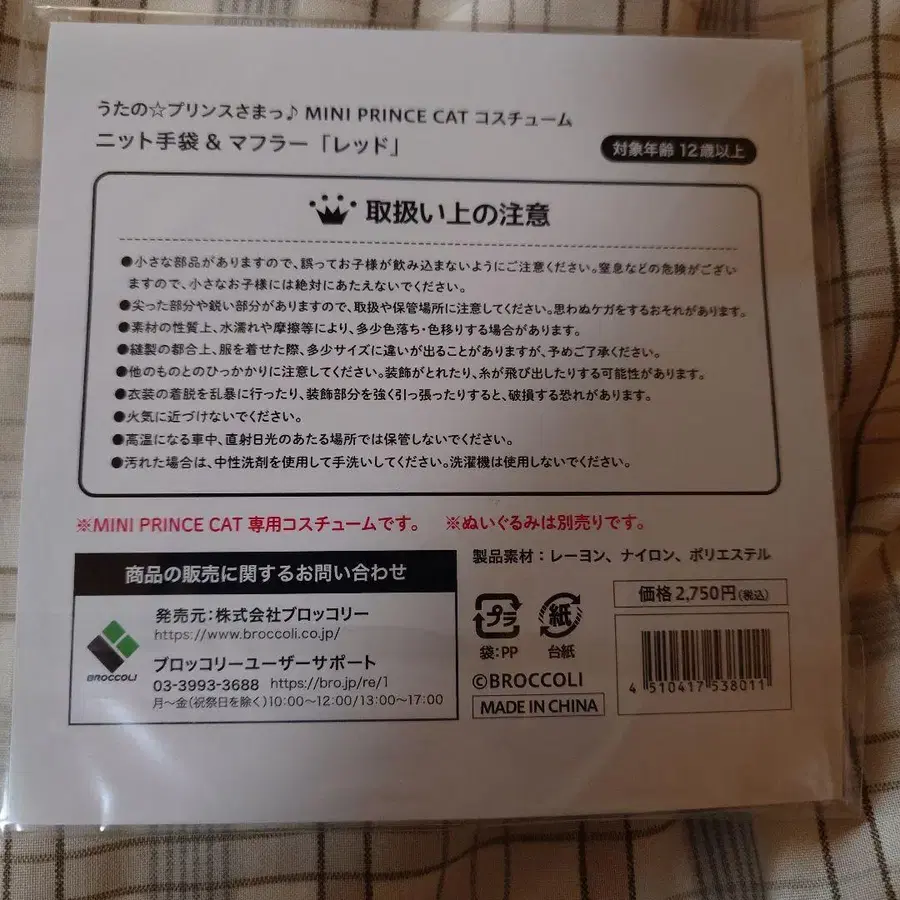 うたの☆プリンスさまっ♪ MINI PRINCE CAT コスチューム
ニット手袋 & マフラー「レッド」
対象年齢 12歳以上
取扱い上の注意
●小さな部品がありますので、誤ってお子様が飲み込まないようにご注意ください。窒息などの危険がござい
ますので、小さなお子様には絶対にあたえないでください。
●尖った部分や鋭い部分がありますので、取扱や保管場所に注意してください。思わぬケガをするおそれがあります。
●素材の性質上、水濡れや摩擦等により、多少色落ち・色移りする場合があります。
●縫製の都合上、服を着せた際、多少サイズに違いが出ることがありますが、予めご了承ください。
●他のものとのひっかかりに注意してください。装飾がとれたり、糸が飛び出したりする可能性があります。
●衣装の着脱を乱暴に行ったり、装飾部分を強く引っ張ったりすると、破損する恐れがあります。
●火気に近づけないでください。
●高温になる車中、直射日光のあたる場所では保管しないでください。
●汚れた場合は、中性洗剤を使用して手洗いしてください。洗濯機は使用しないでください。
※MINI PRINCE CAT 専用コスチュームです。 ※ぬいぐるみは別売りです。
商品の販売に関するお問い合わせ
BROCCOLI
発売元：株式会社ブロッコリー
https://www.broccoli.co.jp/
ブロッコリーユーザーサポート
03-3993-3688 https://bro.jp/re/1
月～金(祝祭日を除く)10:00～12:00/13:00～17:00
製品素材：レーヨン、ナイロン、ポリエステル
プラ
袋：PP
紙
台紙
©BROCCOLI
MADE IN CHINA
価格 2,750円(税込)
4 510417 538011